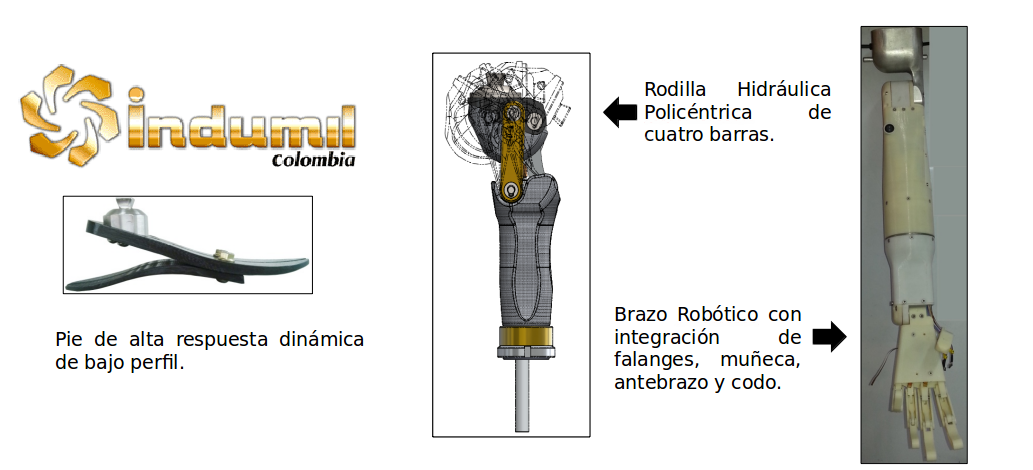 indumil
Colombia
Pie de alta respuesta dinámica
de bajo perfil.
Rodilla Hidráulica
Policéntrica de
cuatro barras.
Brazo Robótico con
integración de
falanges, muñeca,
antebrazo y codo.